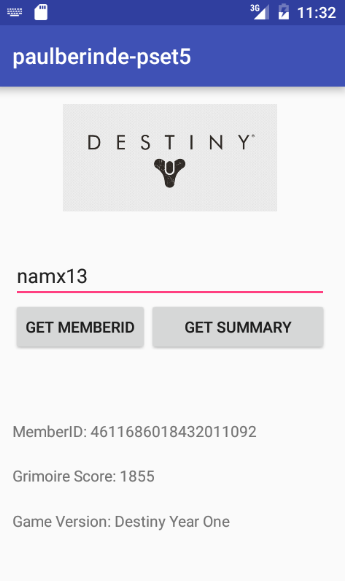 3G 11:32
paulberinde-pset5
DESTINY
namx13
GET MEMBERID GET SUMMARY
MemberID: 4611686018432011092
Grimoire Score: 1855
Game Version: Destiny Year One